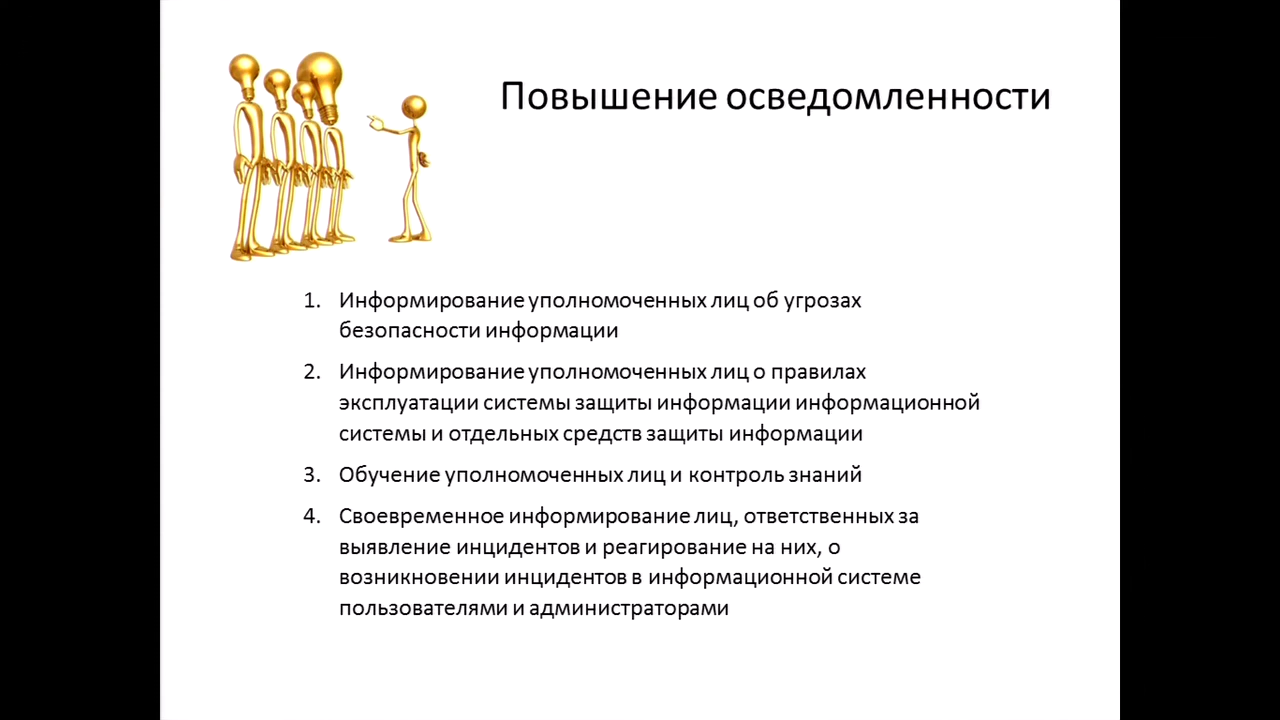 Повышение осведомленности
1. Информирование уполномоченных лиц об угрозах
безопасности информации
2. Информирование уполномоченных лиц о правилах
эксплуатации системы защиты информации информационной
системы и отдельных средств защиты информации
3. Обучение уполномоченных лиц и контроль знаний
4. Своевременное информирование лиц, ответственных за
выявление инцидентов и реагирование на них, о
возникновении инцидентов в информационной системе
пользователями и администраторами